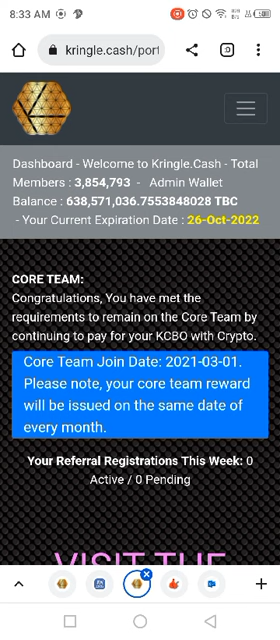 8:33 AM
kringle.cash/port
Dashboard - Welcome to Kringle.Cash - Total
Members : 3,854,793 - Admin Wallet
Balance : 638,571,036.7553848028 TBC
- Your Current Expiration Date : 26-Oct-2022
CORE TEAM:
Congratulations, You have met the
requirements to remain on the Core Team by
continuing to pay for your KCBO with Crypto.
Core Team Join Date: 2021-03-01.
Please note, your core team reward
will be issued on the same date of
every month.
Your Referral Registrations This Week: 0
Active / 0 Pending
VISIT THE